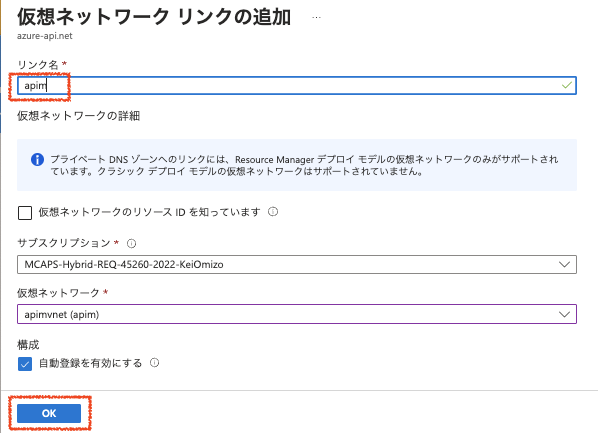 仮想ネットワーク リンクの追加 …
azure-api.net
リンク名 *
apim
仮想ネットワークの詳細
プライベート DNS ゾーンへのリンクには、Resource Manager デプロイ モデルの仮想ネットワークのみがサポートされ
ています。クラシック デプロイ モデルの仮想ネットワークはサポートされていません。
仮想ネットワークのリソース ID を知っています
サブスクリプション *
MCAPS-Hybrid-REQ-45260-2022-KeiOmizo
仮想ネットワーク *
apimvnet (apim)
構成
自動登録を有効にする
OK